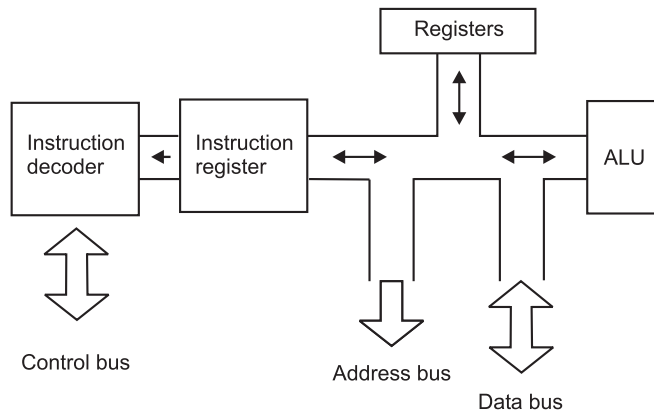 Registers
Instruction
decoder
Instruction
register
ALU
Control bus
Address bus
Data bus